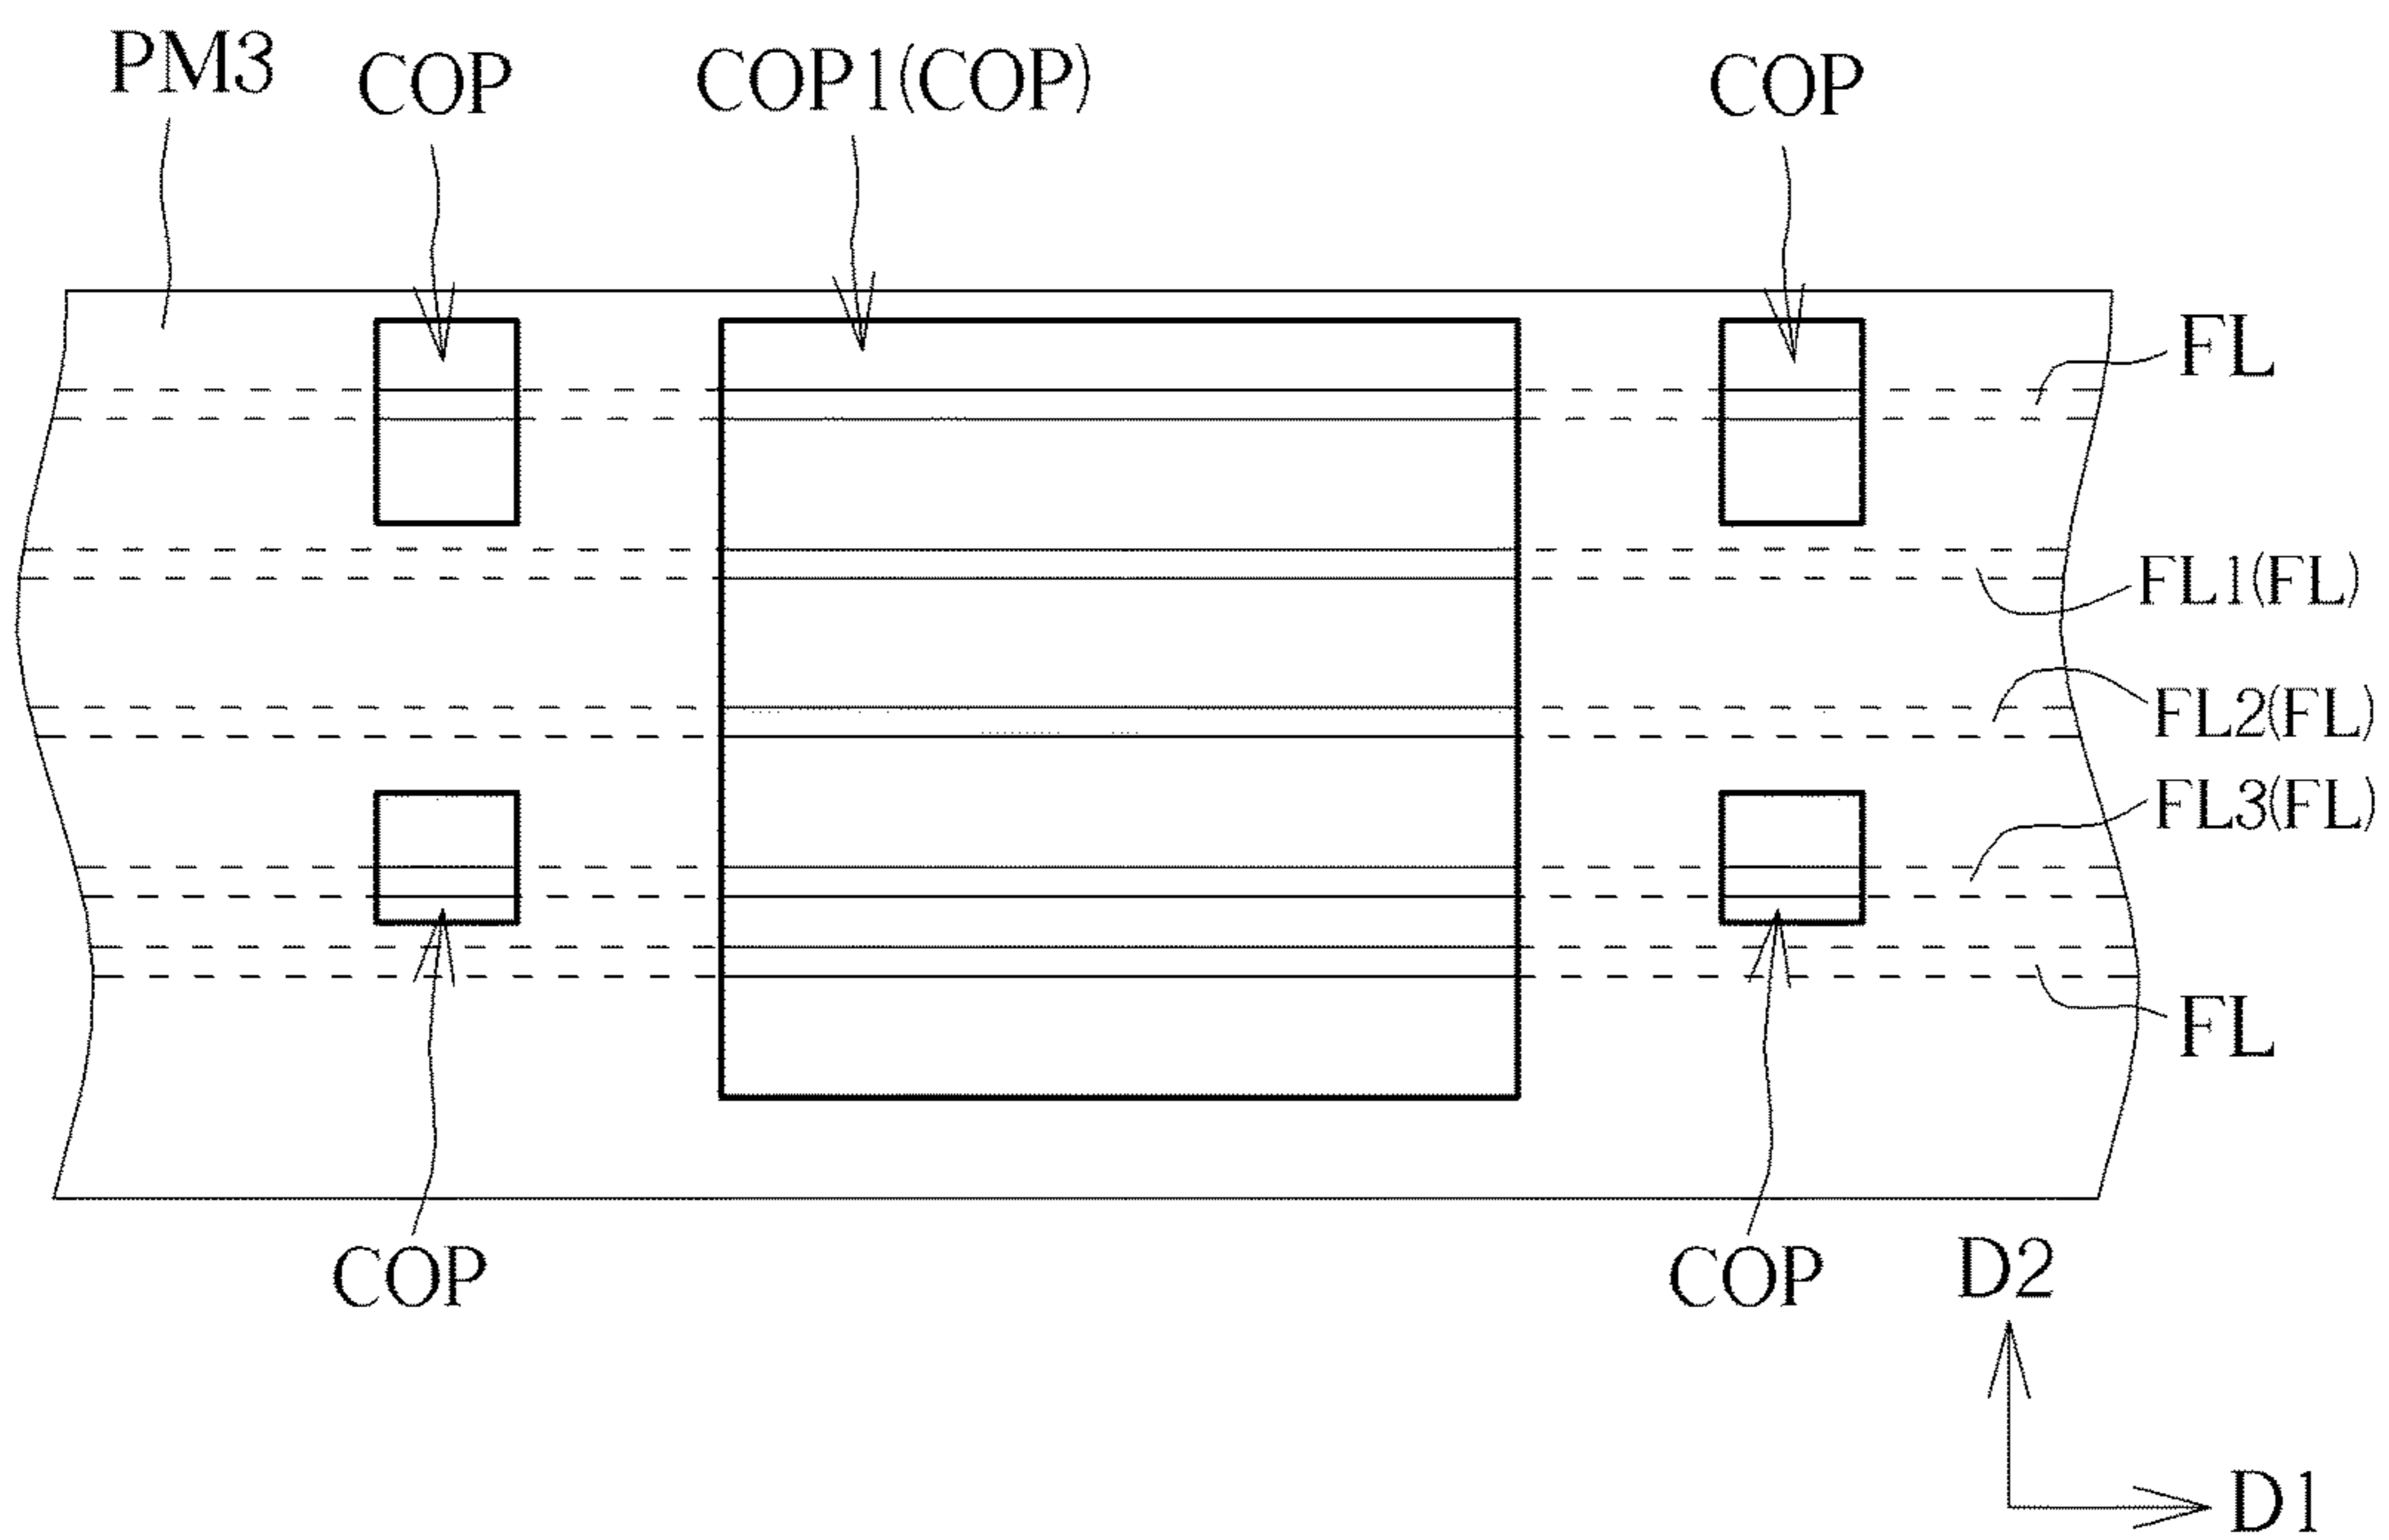 PM3
COP
COP1(COP)
COP
FL
FL1(FL)
FL2(FL)
FL3(FL)
FL
COP
COP
D2
D1